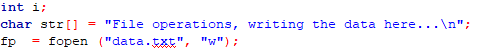 int i;
char str[] = "File operations, writing the data here...\n";
fp  = fopen ("data.txt", "w");